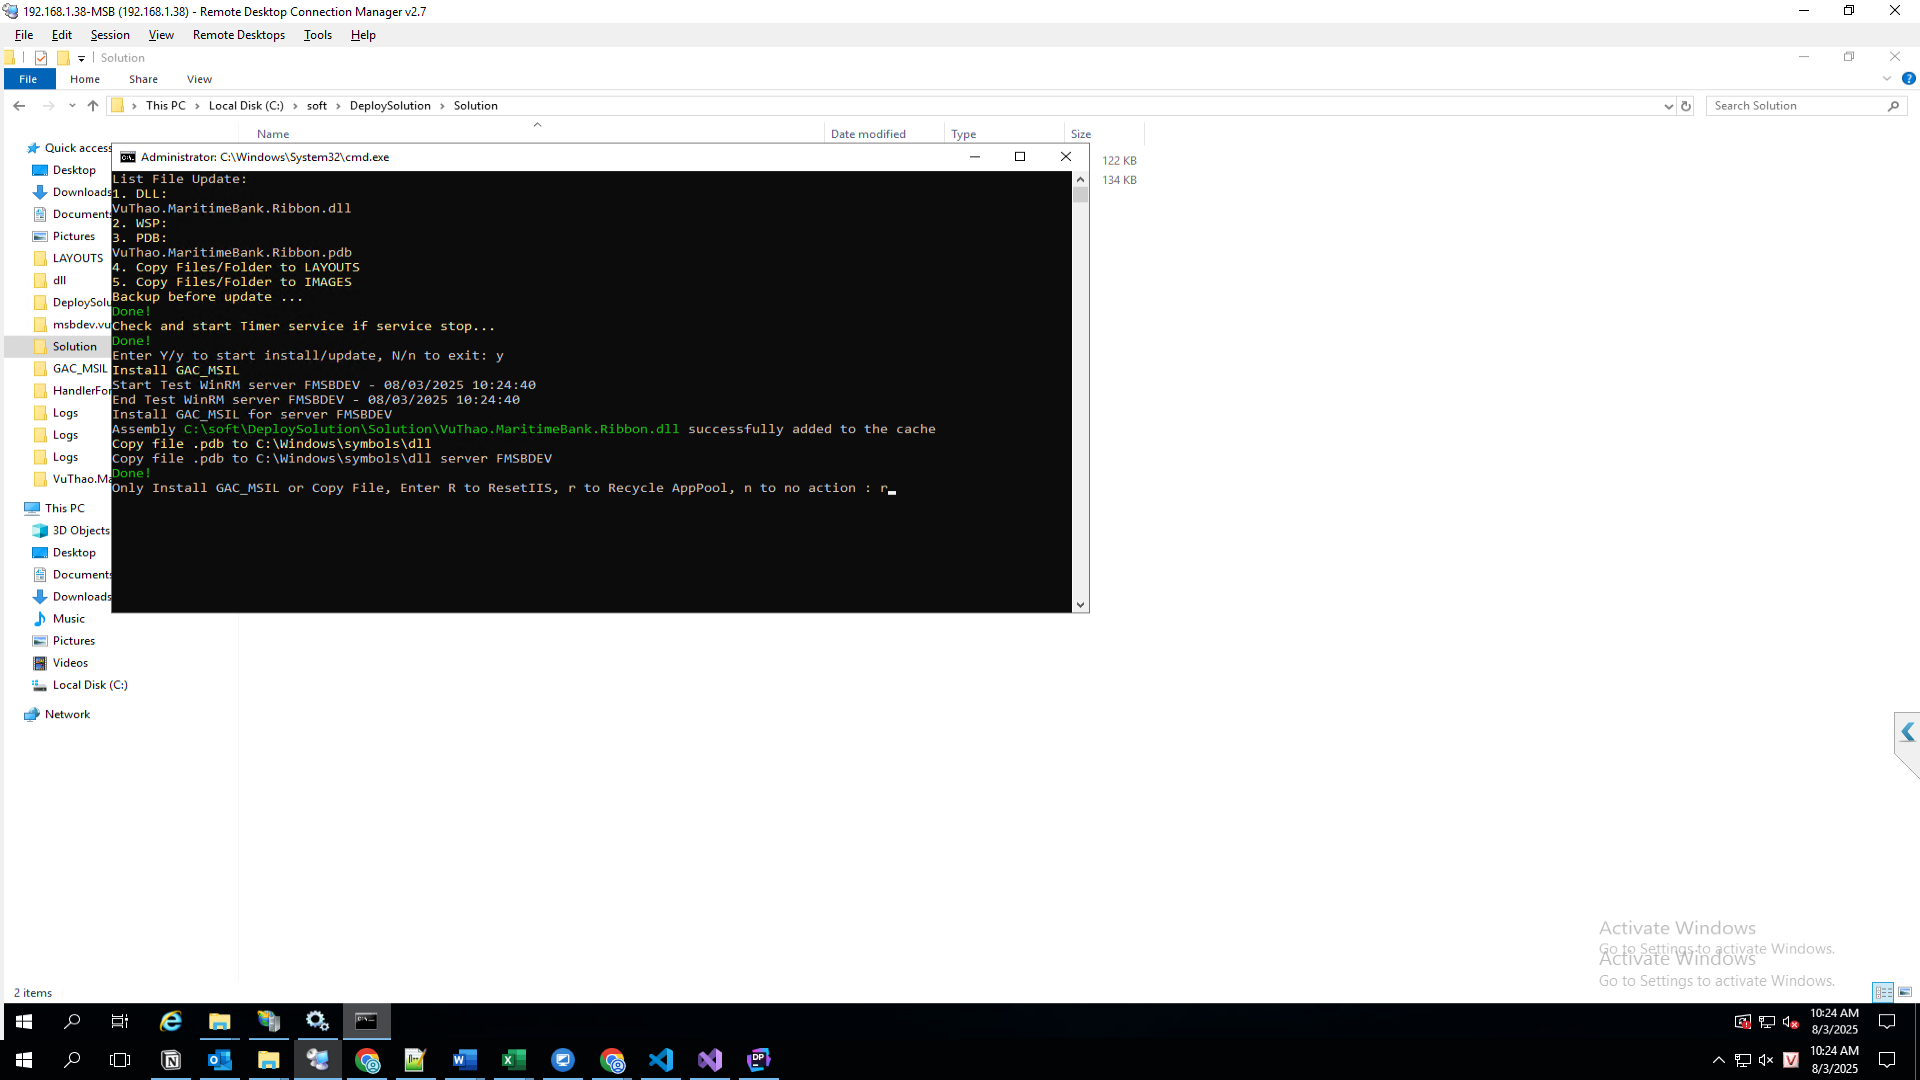 192.168.1.38-MSB (192.168.1.38) - Remote Desktop Connection Manager v2.7
File Edit Session View Remote Desktops Tools Help
Solution
File Home Share View
This PC Local Disk (C:) soft DeploySolution Solution
Search Solution
Name Date modified Type Size
122 KB
134 KB
Quick access
Desktop
Downloads
Documents
Pictures
LAYOUTS
dll
DeploySolu
msbdev.vu
Solution
GAC_MSIL
HandlerFor
Logs
Logs
Logs
VuThao.Ma
This PC
3D Objects
Desktop
Documents
Downloads
Music
Pictures
Videos
Local Disk (C:)
Network
Administrator: C:\Windows\System32\cmd.exe
List File Update:
1. DLL:
VuThao.MaritimeBank.Ribbon.dll
2. WSP:
3. PDB:
VuThao.MaritimeBank.Ribbon.pdb
4. Copy Files/Folder to LAYOUTS
5. Copy Files/Folder to IMAGES
Backup before update ...
Done!
Check and start Timer service if service stop...
Done!
Enter Y/y to start install/update, N/n to exit: y
Install GAC_MSIL
Start Test WinRM server FMSBDEV - 08/03/2025 10:24:40
End Test WinRM server FMSBDEV - 08/03/2025 10:24:40
Install GAC_MSIL for server FMSBDEV
Assembly C:\soft\DeploySolution\Solution\VuThao.MaritimeBank.Ribbon.dll successfully added to the cache
Copy file .pdb to C:\Windows\symbols\dll
Copy file .pdb to C:\Windows\symbols\dll server FMSBDEV
Done!
Only Install GAC_MSIL or Copy File, Enter R to ResetIIS, r to Recycle AppPool, n to no action : r
Activate Windows
Go to Settings to activate Windows.
Activate Windows
Go to Settings to activate Windows.
2 items
10:24 AM
8/3/2025
10:24 AM
8/3/2025